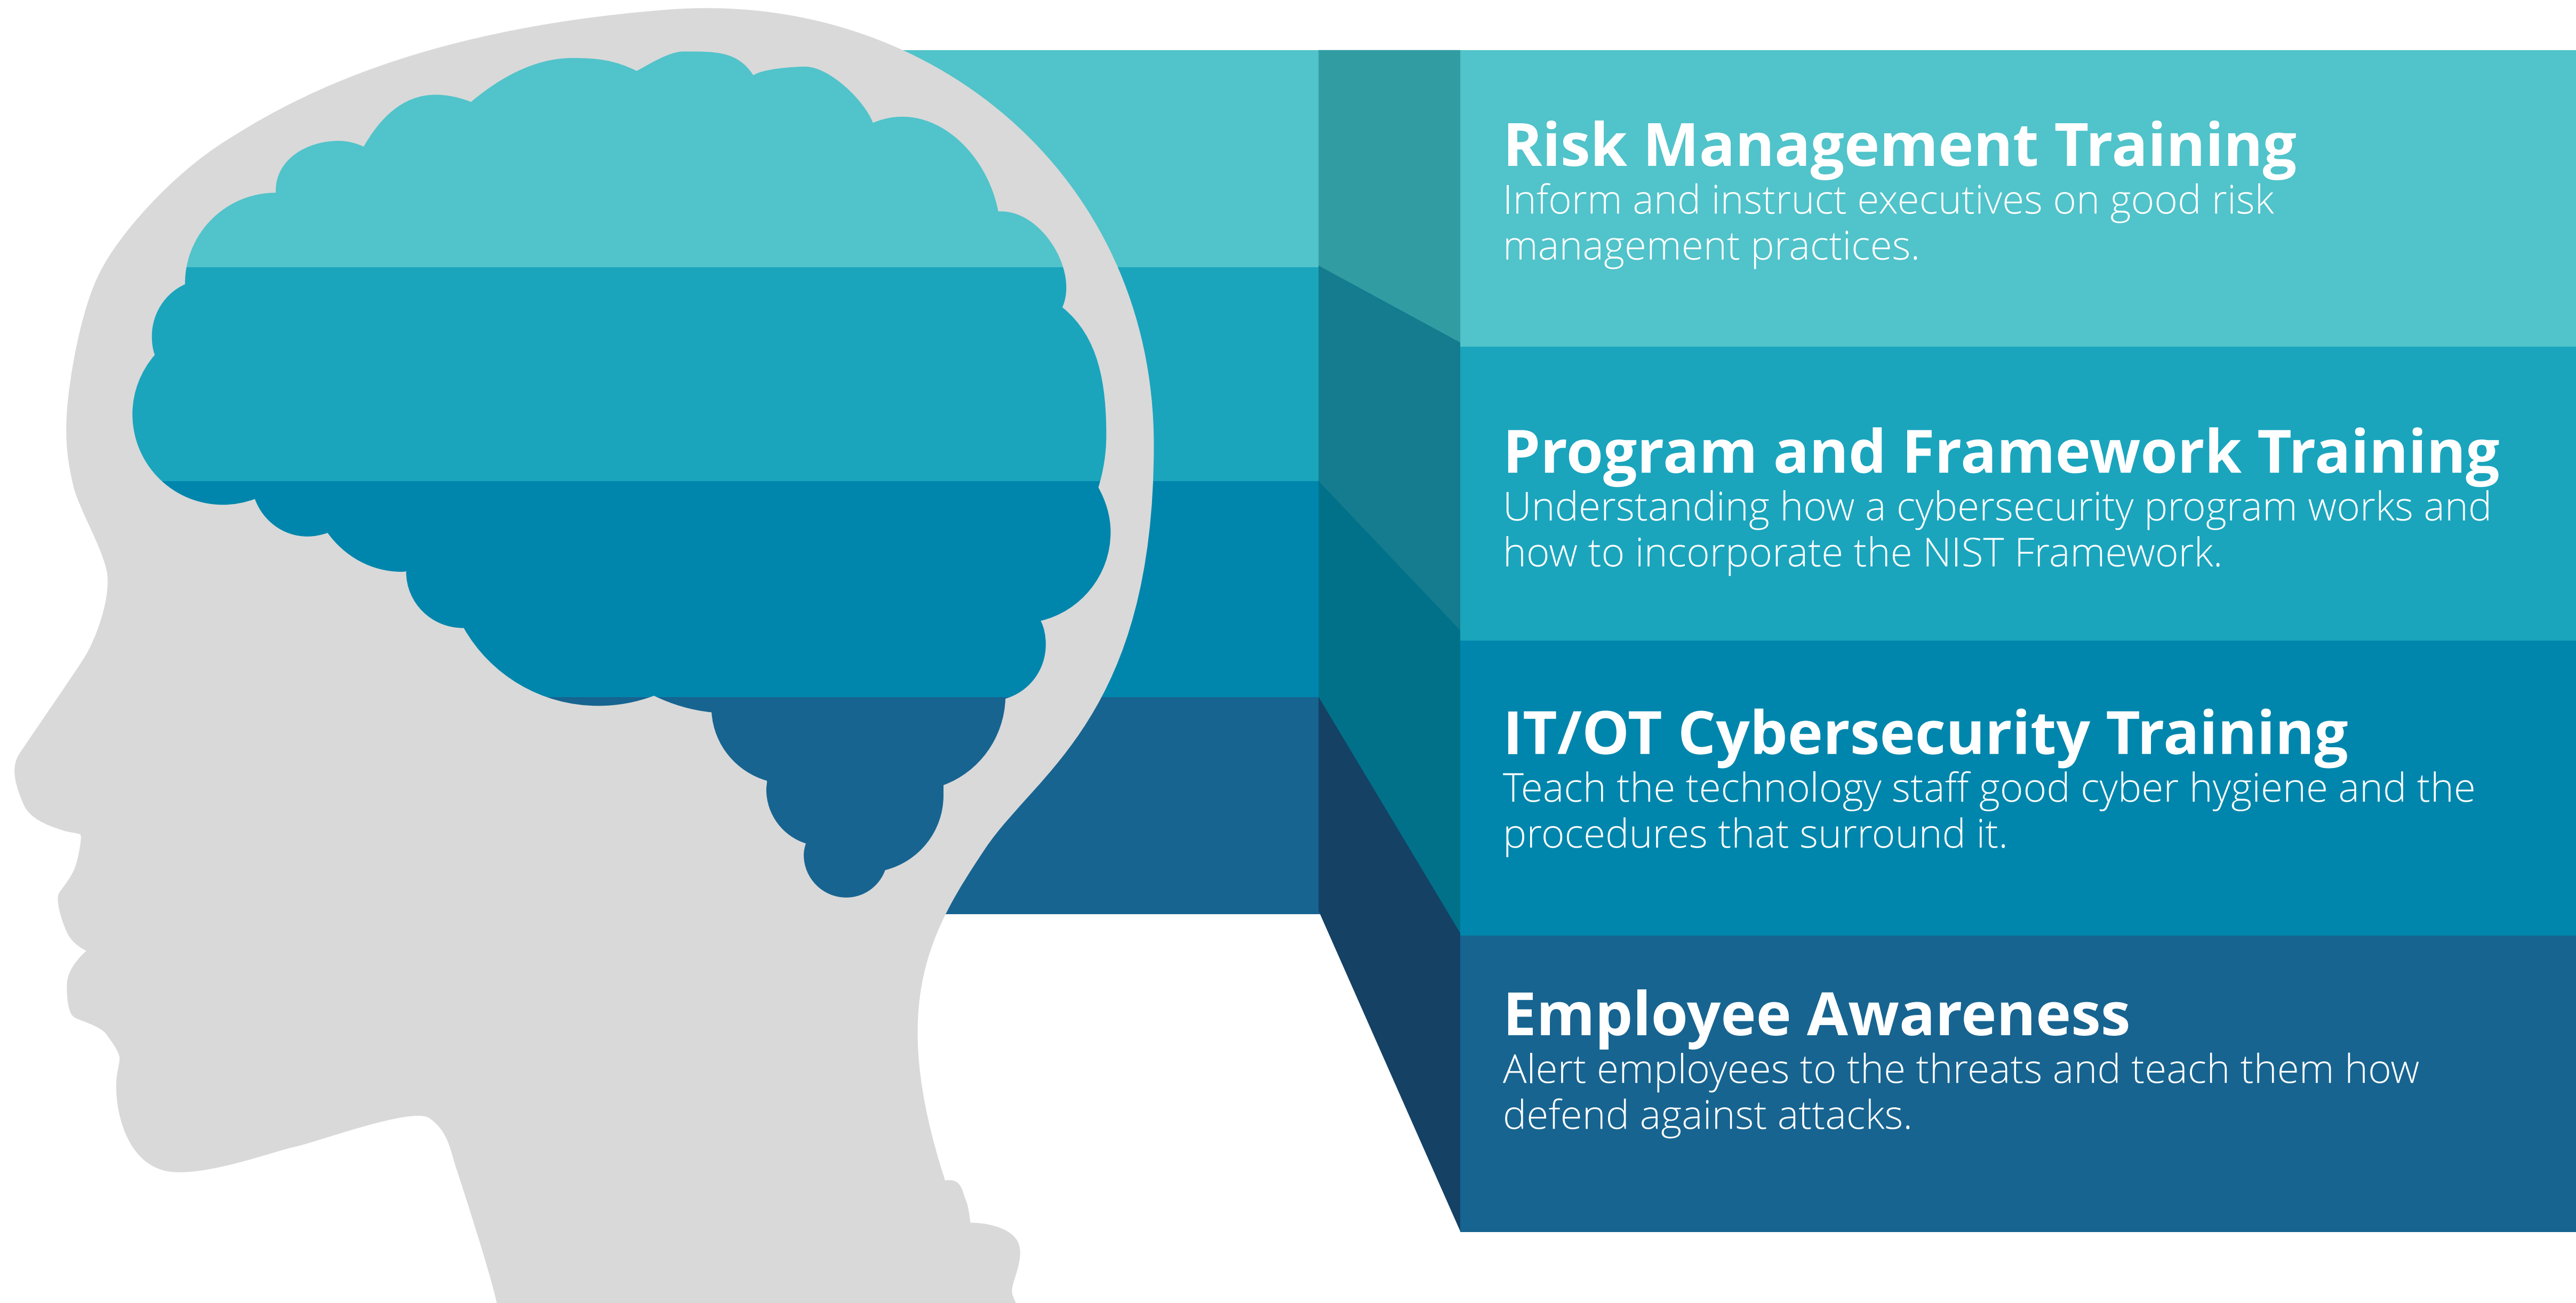 Risk Management Training
Inform and instruct executives on good risk
management practices.
Program and Framework Training
Understanding how a cybersecurity program works and
how to incorporate the NIST Framework.
IT/OT Cybersecurity Training
Teach the technology staff good cyber hygiene and the
procedures that surround it.
Employee Awareness
Alert employees to the threats and teach them how
defend against attacks.